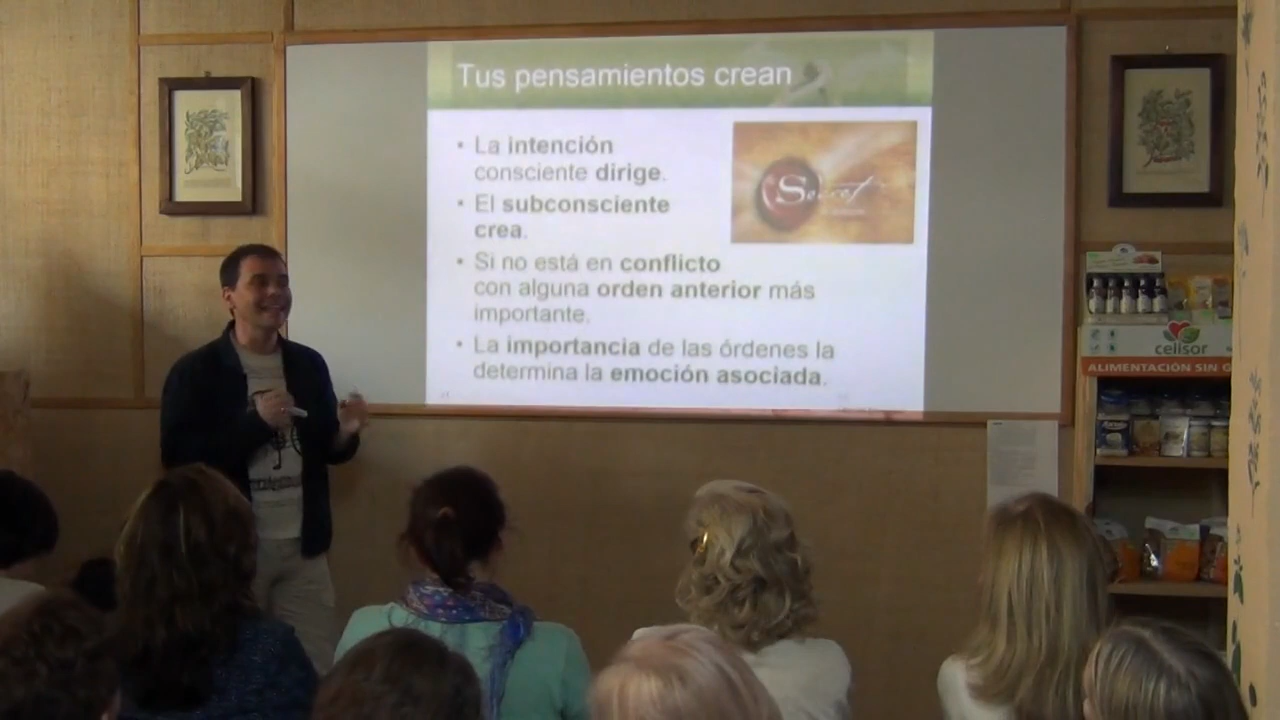 Tus pensamientos crean
• La intención
consciente dirige.
• El subconsciente
crea.
• Si no está en conflicto
con alguna orden anterior más
importante.
• La importancia de las órdenes la
determina la emoción asociada.
Secret
celisor
ALIMENTACIÓN SIN G